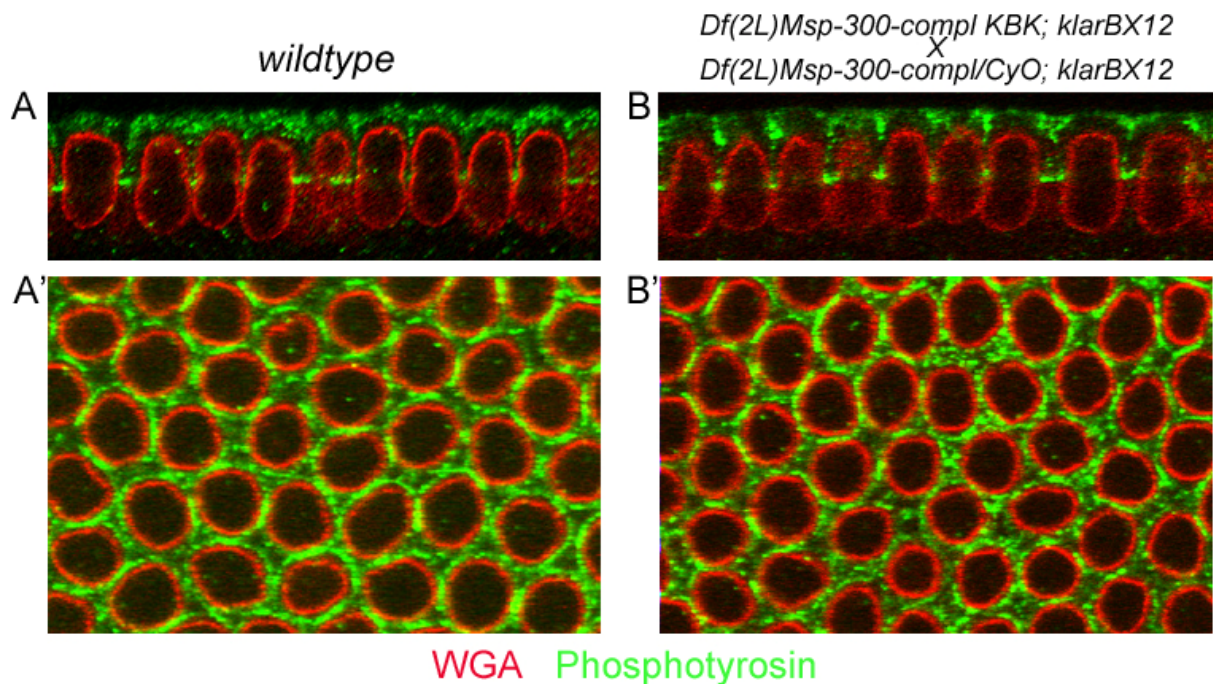 wildtype
Df(2L)Msp-300-compl KBK; klarBX12
X
Df(2L)Msp-300-compl/CyO; klarBX12
A
B
A'
B'
WGA Phosphotyrosin